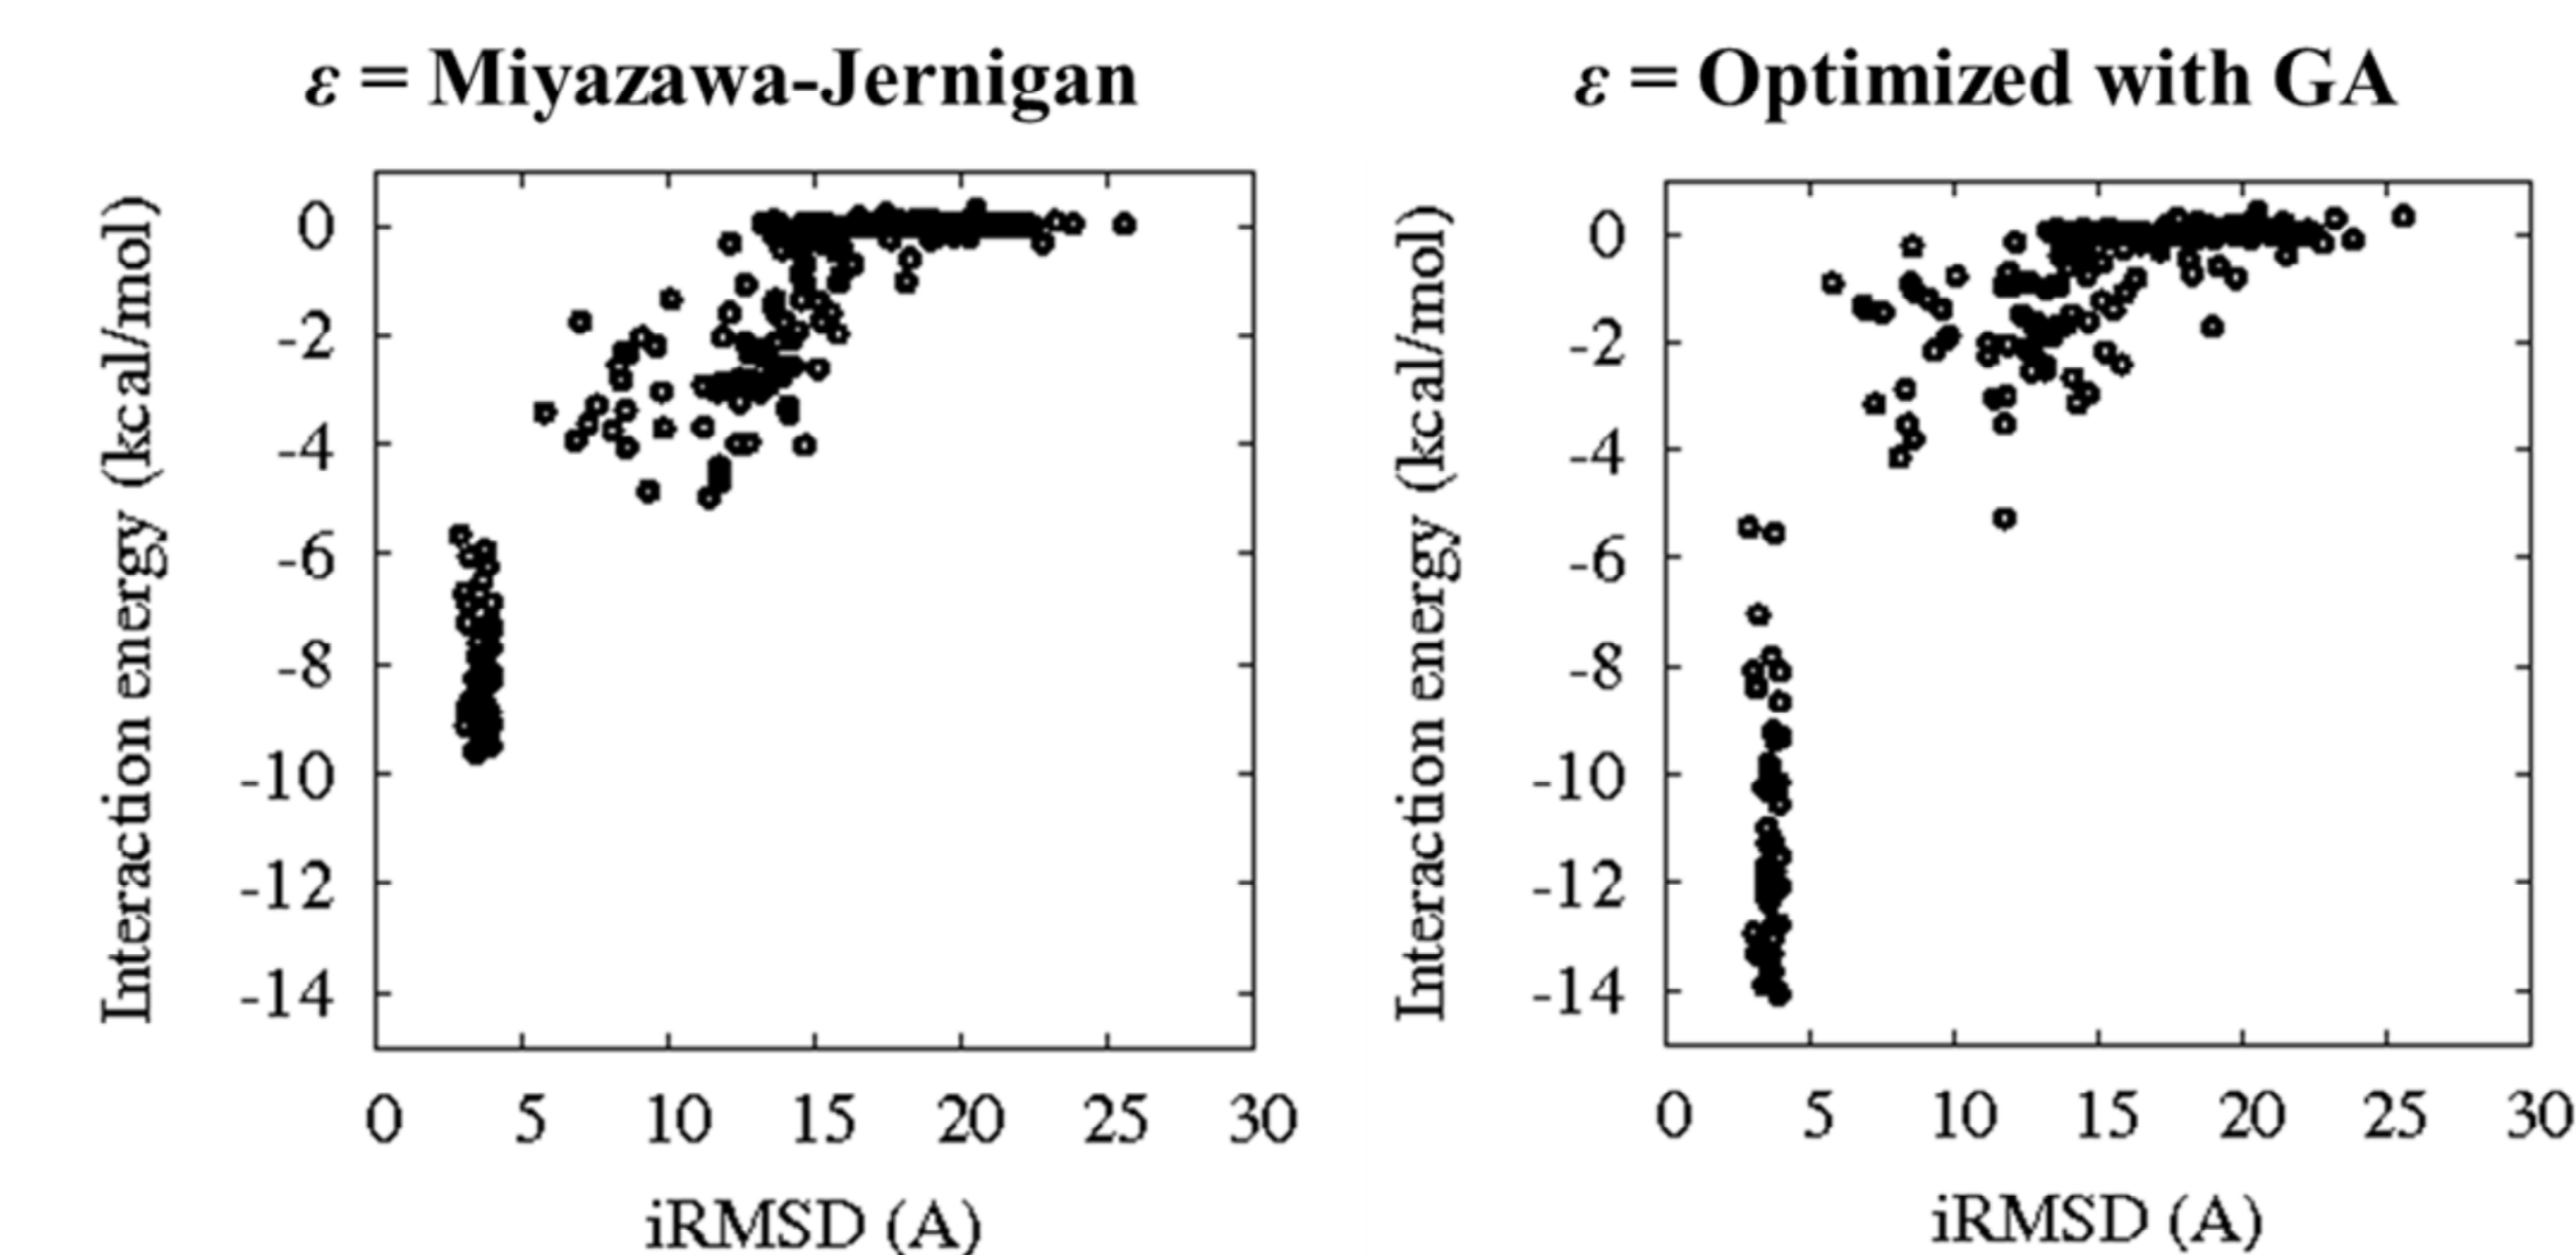 ε = Miyazawa-Jernigan
Interaction energy (kcal/mol)
0
-2
-4
-6
-8
-10
-12
-14
0 5 10 15 20 25 30
iRMSD (A)
ε = Optimized with GA
Interaction energy (kcal/mol)
0
-2
-4
-6
-8
-10
-12
-14
0 5 10 15 20 25 30
iRMSD (A)